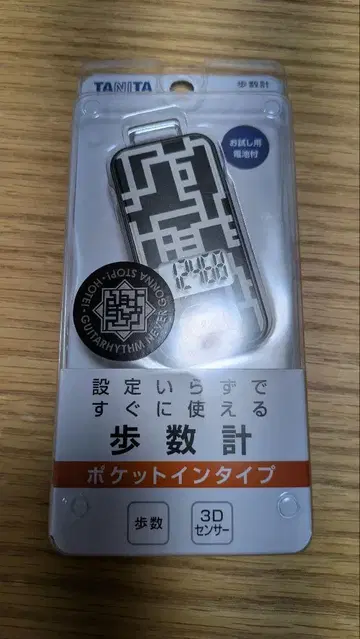 TANITA
歩数計
お試し用
電池付
12488
GUITARHYTHM NEVER GONNA STOP!・HOTEI・
設定いらずで
すぐに使える
歩数計
ポケットインタイプ
歩数
3D
センサー